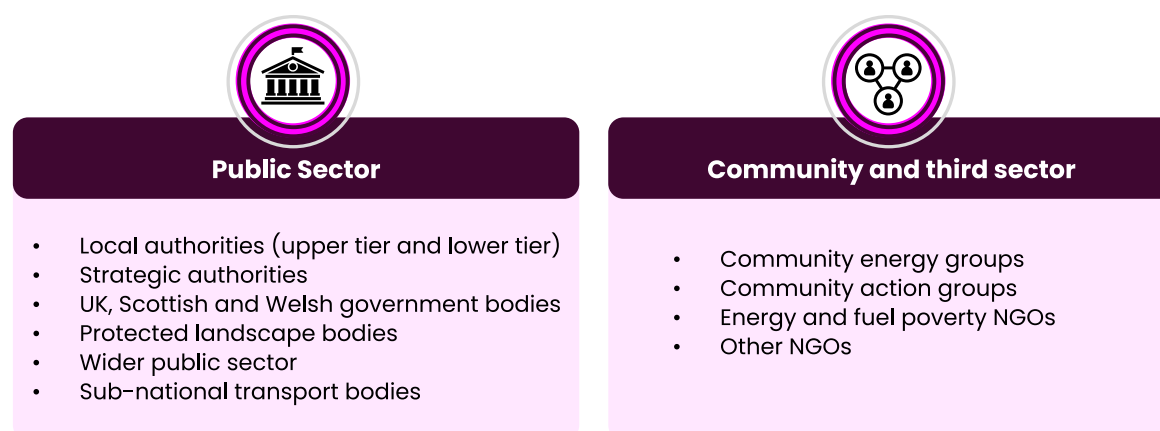 Public Sector
• Local authorities (upper tier and lower tier)
• Strategic authorities
• UK, Scottish and Welsh government bodies
• Protected landscape bodies
• Wider public sector
• Sub-national transport bodies
Community and third sector
• Community energy groups
• Community action groups
• Energy and fuel poverty NGOs
• Other NGOs